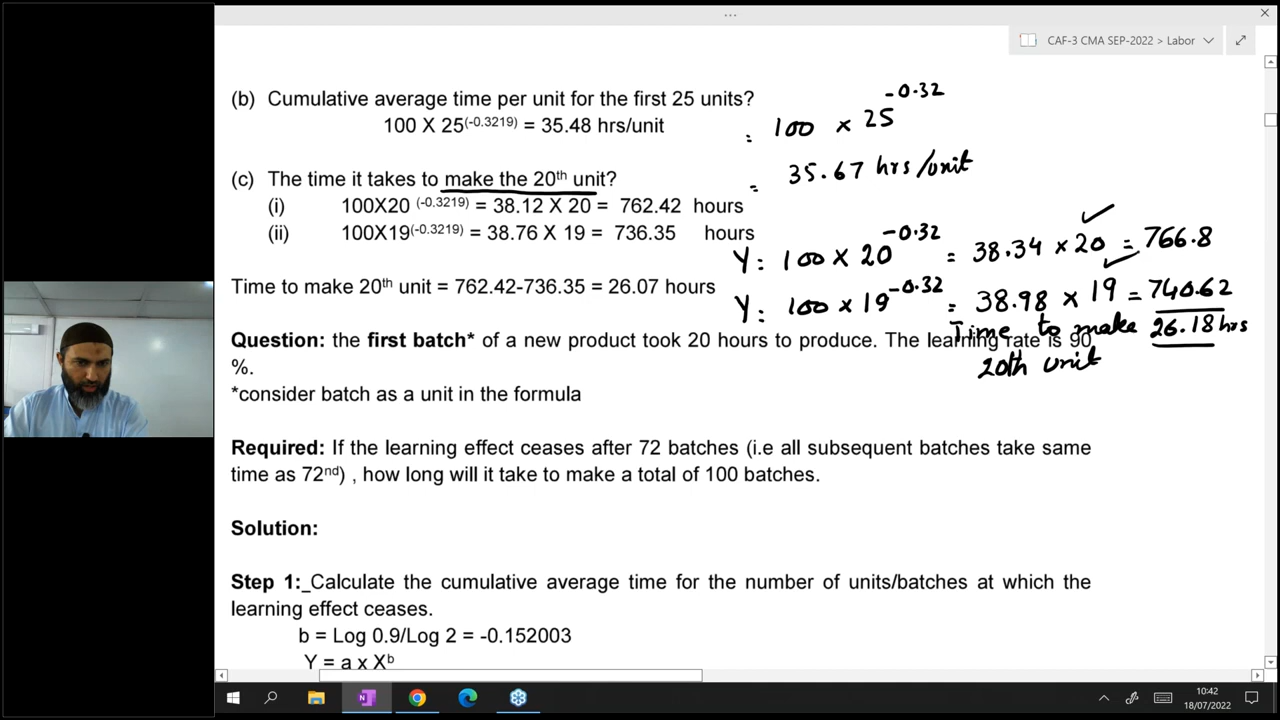 CAF-3 CMA SEP-2022 > Labor
(b) Cumulative average time per unit for the first 25 units?
100 X 25(-0.3219) = 35.48 hrs/unit
= 100 × 25 -0.32
= 35.67 hrs/unit
(c) The time it takes to make the 20th unit?
(i) 100X20 (-0.3219) = 38.12 X 20 = 762.42 hours
(ii) 100X19(-0.3219) = 38.76 X 19 = 736.35 hours
Y = 100 × 20 -0.32 = 38.34 × 20 = 766.8
Y = 100 × 19 -0.32 = 38.98 × 19 = 740.62
Time to make 20th unit = 762.42-736.35 = 26.07 hours
Time to make 26.18 hrs
20th unit
Question: the first batch* of a new product took 20 hours to produce. The learning rate is 90
%.
*consider batch as a unit in the formula
Required: If the learning effect ceases after 72 batches (i.e all subsequent batches take same
time as 72nd) , how long will it take to make a total of 100 batches.
Solution:
Step 1:_Calculate the cumulative average time for the number of units/batches at which the
learning effect ceases.
b = Log 0.9/Log 2 = -0.152003
Y = a x Xb
10:42
18/07/2022